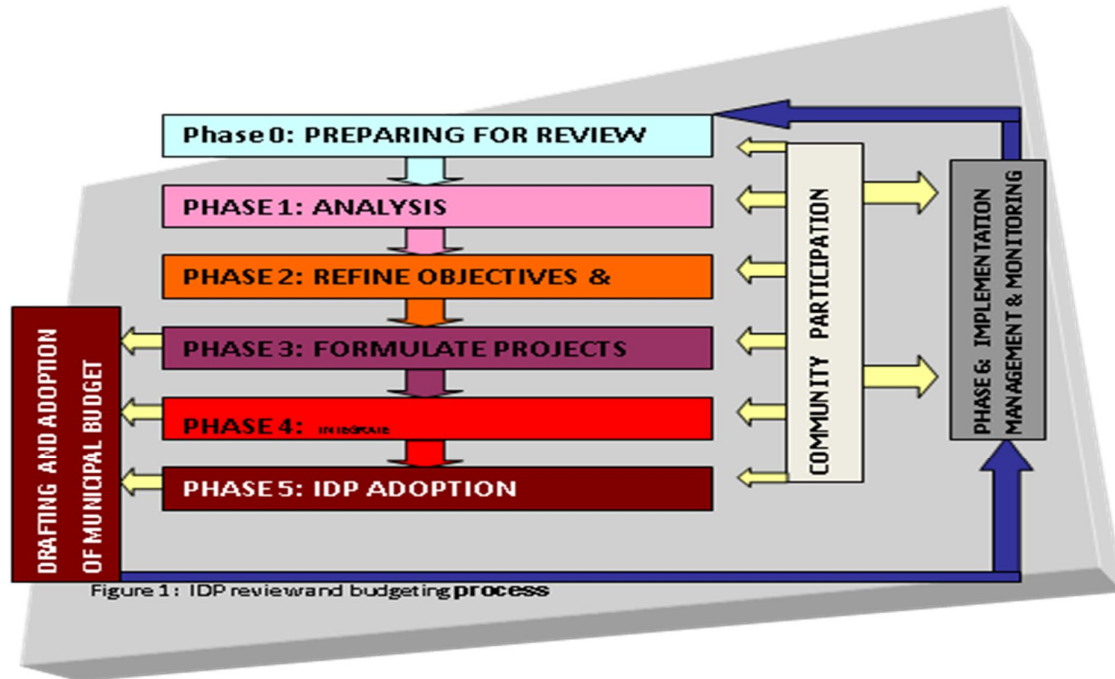 Phase 0: PREPARING FOR REVIEW
PHASE 1: ANALYSIS
PHASE 2: REFINE OBJECTIVES &
PHASE 3: FORMULATE PROJECTS
PHASE 4: INTEGRATE
PHASE 5: IDP ADOPTION
DRAFTING AND ADOPTION
OF MUNICIPAL BUDGET
COMMUNITY PARTICIPATION
PHASE 6: IMPLEMENTATION
MANAGEMENT & MONITORING
Figure 1: IDP reviewand budgeting process